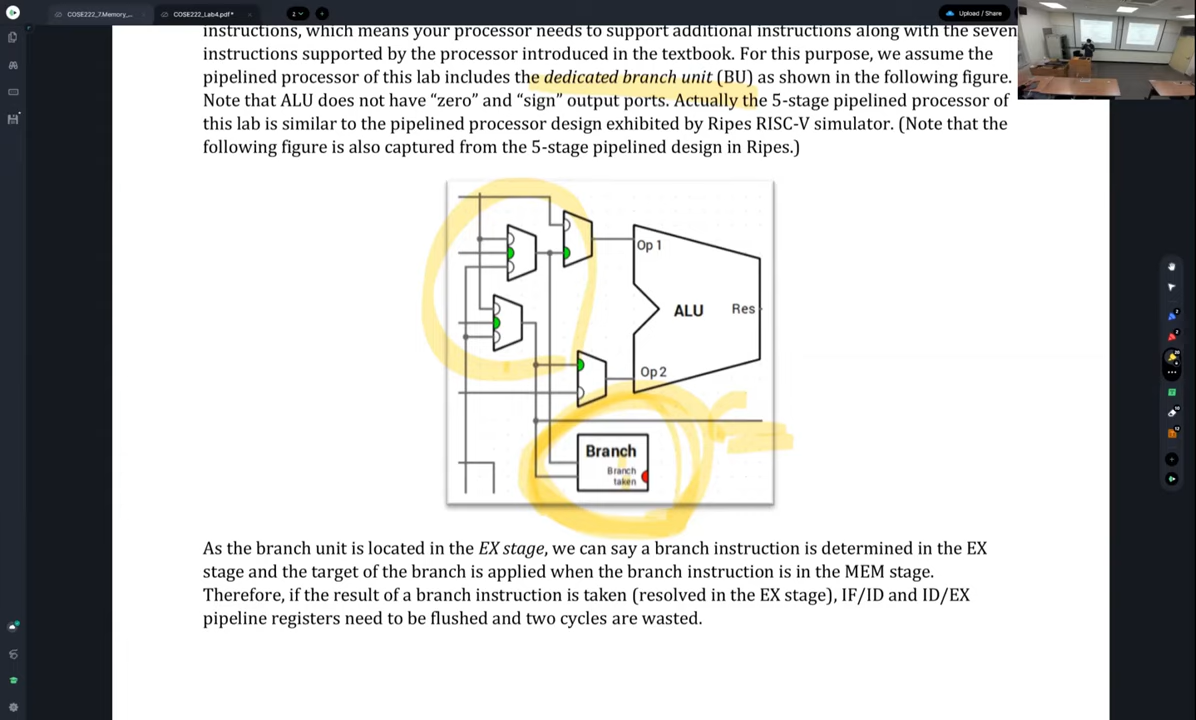 COSE222_7.Memory_...
COSE222_Lab4.pdf*
2
Upload / Share
instructions, which means your processor needs to support additional instructions along with the seven
instructions supported by the processor introduced in the textbook. For this purpose, we assume the
pipelined processor of this lab includes the dedicated branch unit (BU) as shown in the following figure.
Note that ALU does not have “zero” and “sign” output ports. Actually the 5-stage pipelined processor of
this lab is similar to the pipelined processor design exhibited by Ripes RISC-V simulator. (Note that the
following figure is also captured from the 5-stage pipelined design in Ripes.)
Op 1
ALU
Res
Op 2
Branch
Branch
taken
As the branch unit is located in the EX stage, we can say a branch instruction is determined in the EX
stage and the target of the branch is applied when the branch instruction is in the MEM stage.
Therefore, if the result of a branch instruction is taken (resolved in the EX stage), IF/ID and ID/EX
pipeline registers need to be flushed and two cycles are wasted.